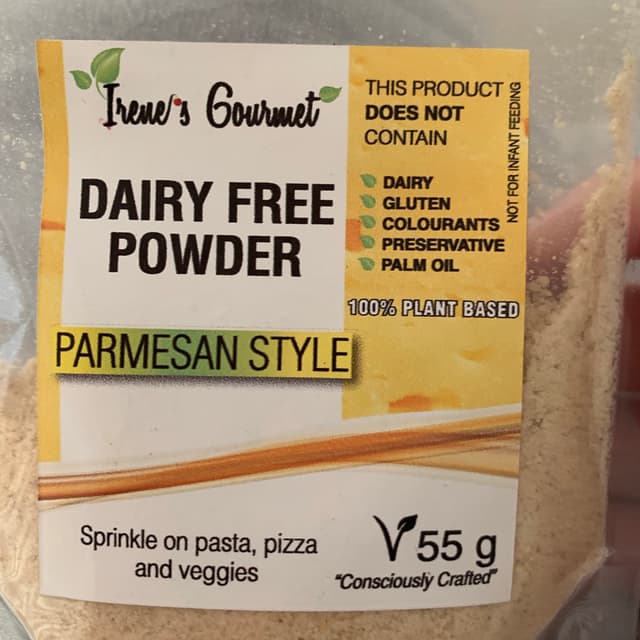 Irene's Gourmet
DAIRY FREE
POWDER
PARMESAN STYLE
THIS PRODUCT
DOES NOT
CONTAIN
DAIRY
GLUTEN
COLOURANTS
PRESERVATIVE
PALM OIL
NOT FOR INFANT FEEDING
100% PLANT BASED
Sprinkle on pasta, pizza
and veggies
V 55 g
"Consciously Crafted"